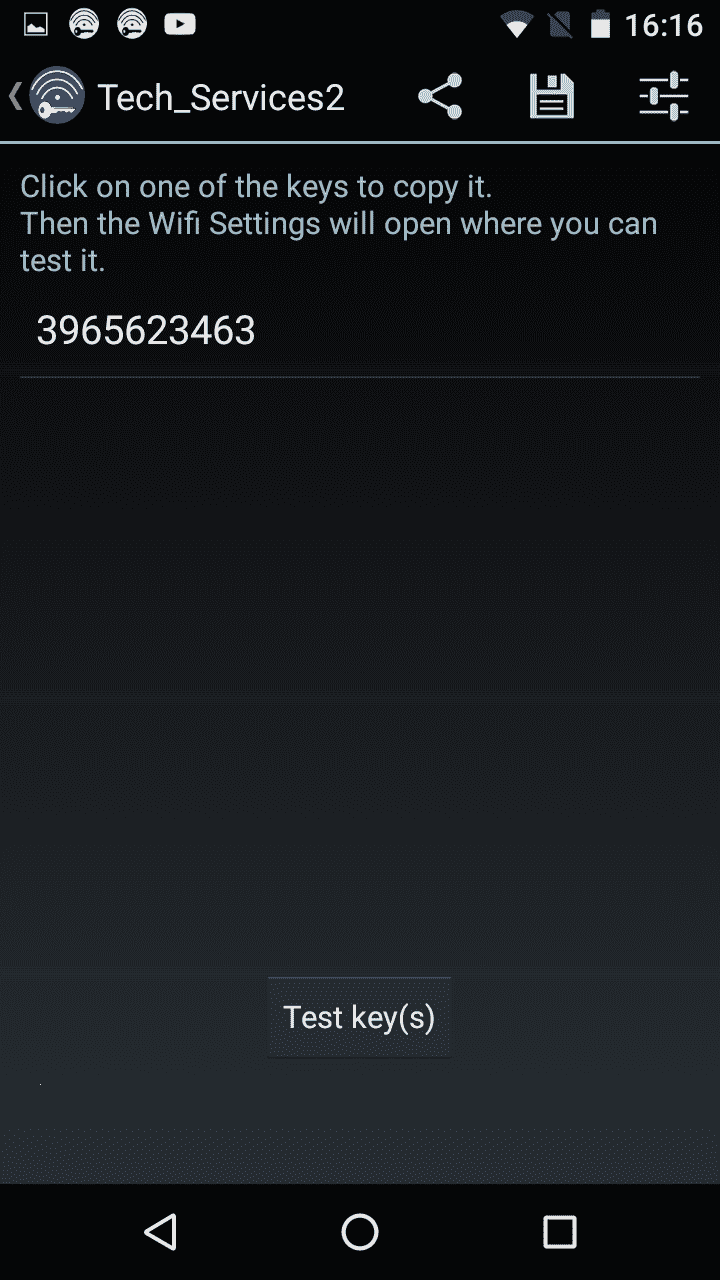 16:16
Tech_Services2
Click on one of the keys to copy it.
Then the Wifi Settings will open where you can
test it.
3965623463
Test key(s)